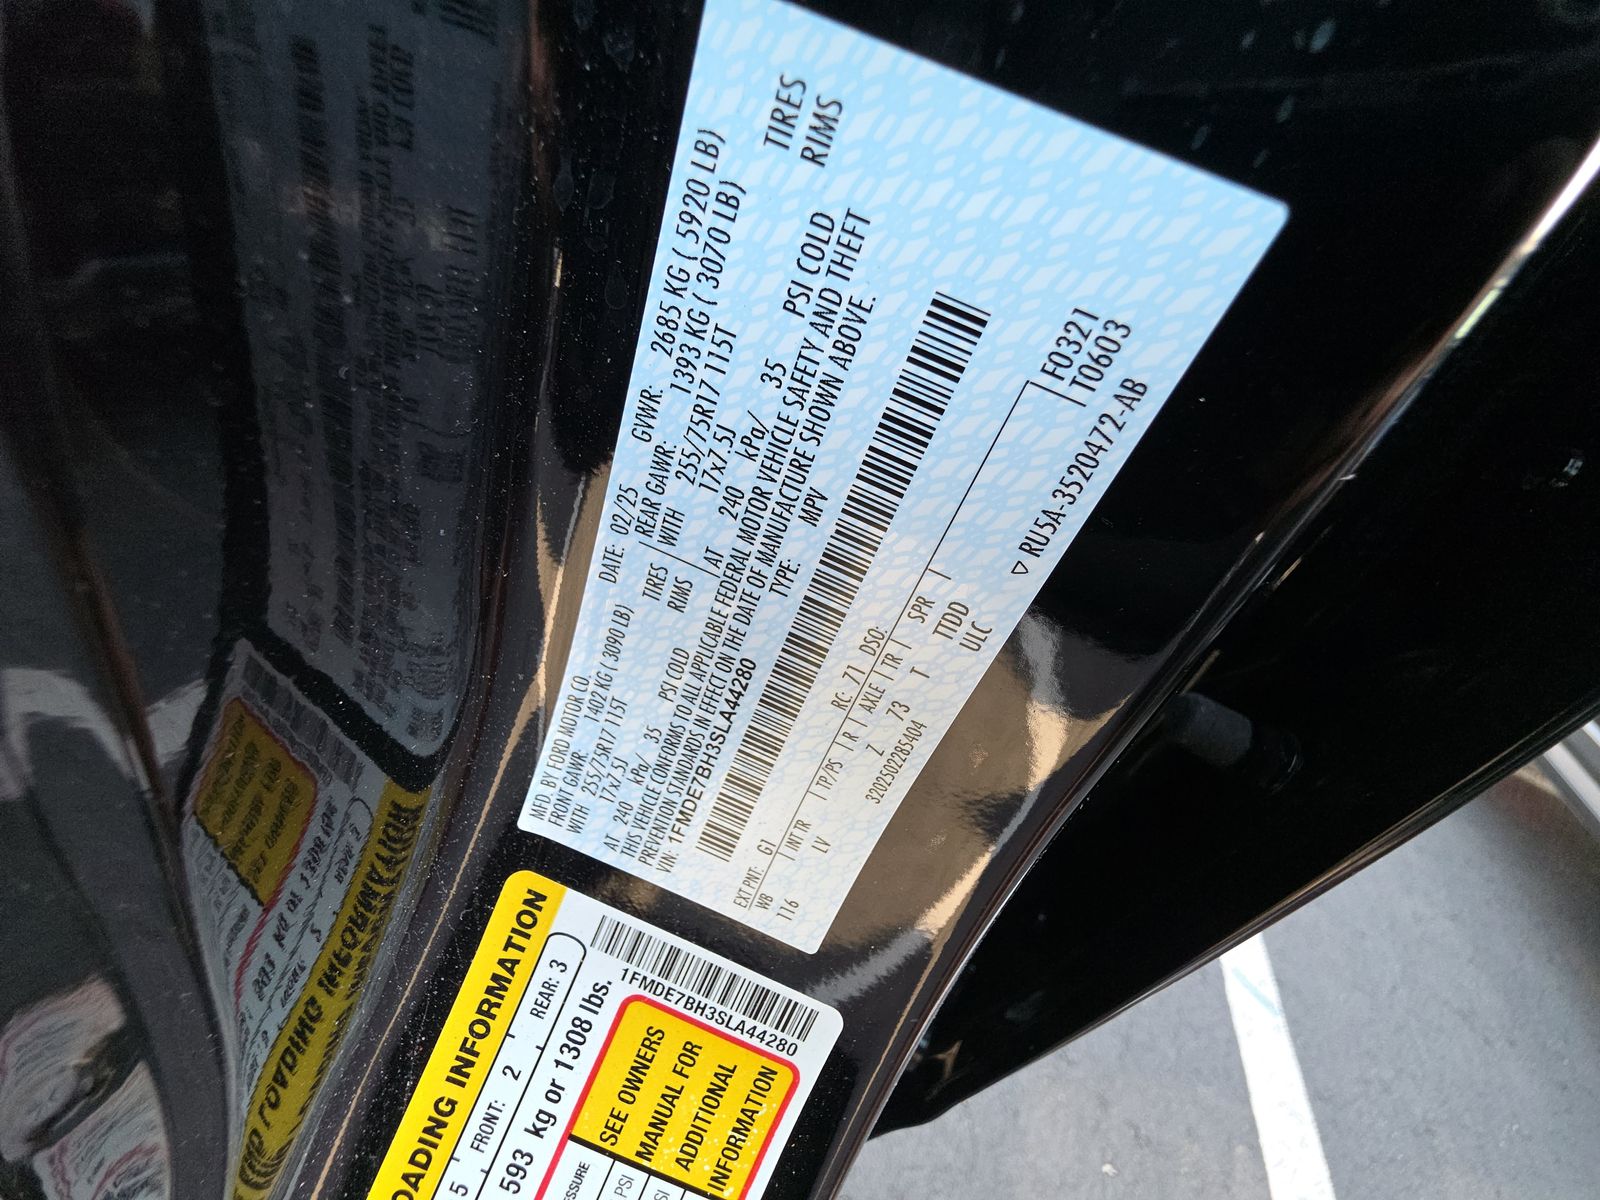 MFD. BY FORD MOTOR CO.
DATE: 02/25 GVWR: 2685 KG ( 5920 LB)
FRONT GAWR: 1402 KG ( 3090 LB) REAR GAWR: 1393 KG ( 3070 LB)
WITH 255/75R17 115T TIRES WITH 255/75R17 115T TIRES
17x7.5J RIMS 17x7.5J RIMS
AT 240 kPa/ 35 PSI COLD AT 240 kPa/ 35 PSI COLD
THIS VEHICLE CONFORMS TO ALL APPLICABLE FEDERAL MOTOR VEHICLE SAFETY AND THEFT
PREVENTION STANDARDS IN EFFECT ON THE DATE OF MANUFACTURE SHOWN ABOVE.
VIN: 1FMDE7BH3SLA44280 TYPE: MPV
EXT PNT: G1 RC: 71 DSO: F0321
WB INT TR TP/PS R AXLE TR SPR T0603
116 LV Z 73 T TTDD
ULC
320250228S404
▽ RU5A-3520472-AB
LOADING INFORMATION
5 FRONT: 2 REAR: 3
593 kg or 1308 lbs.
1FMDE7BH3SLA44280
SEE OWNERS
MANUAL FOR
ADDITIONAL
INFORMATION
PSI